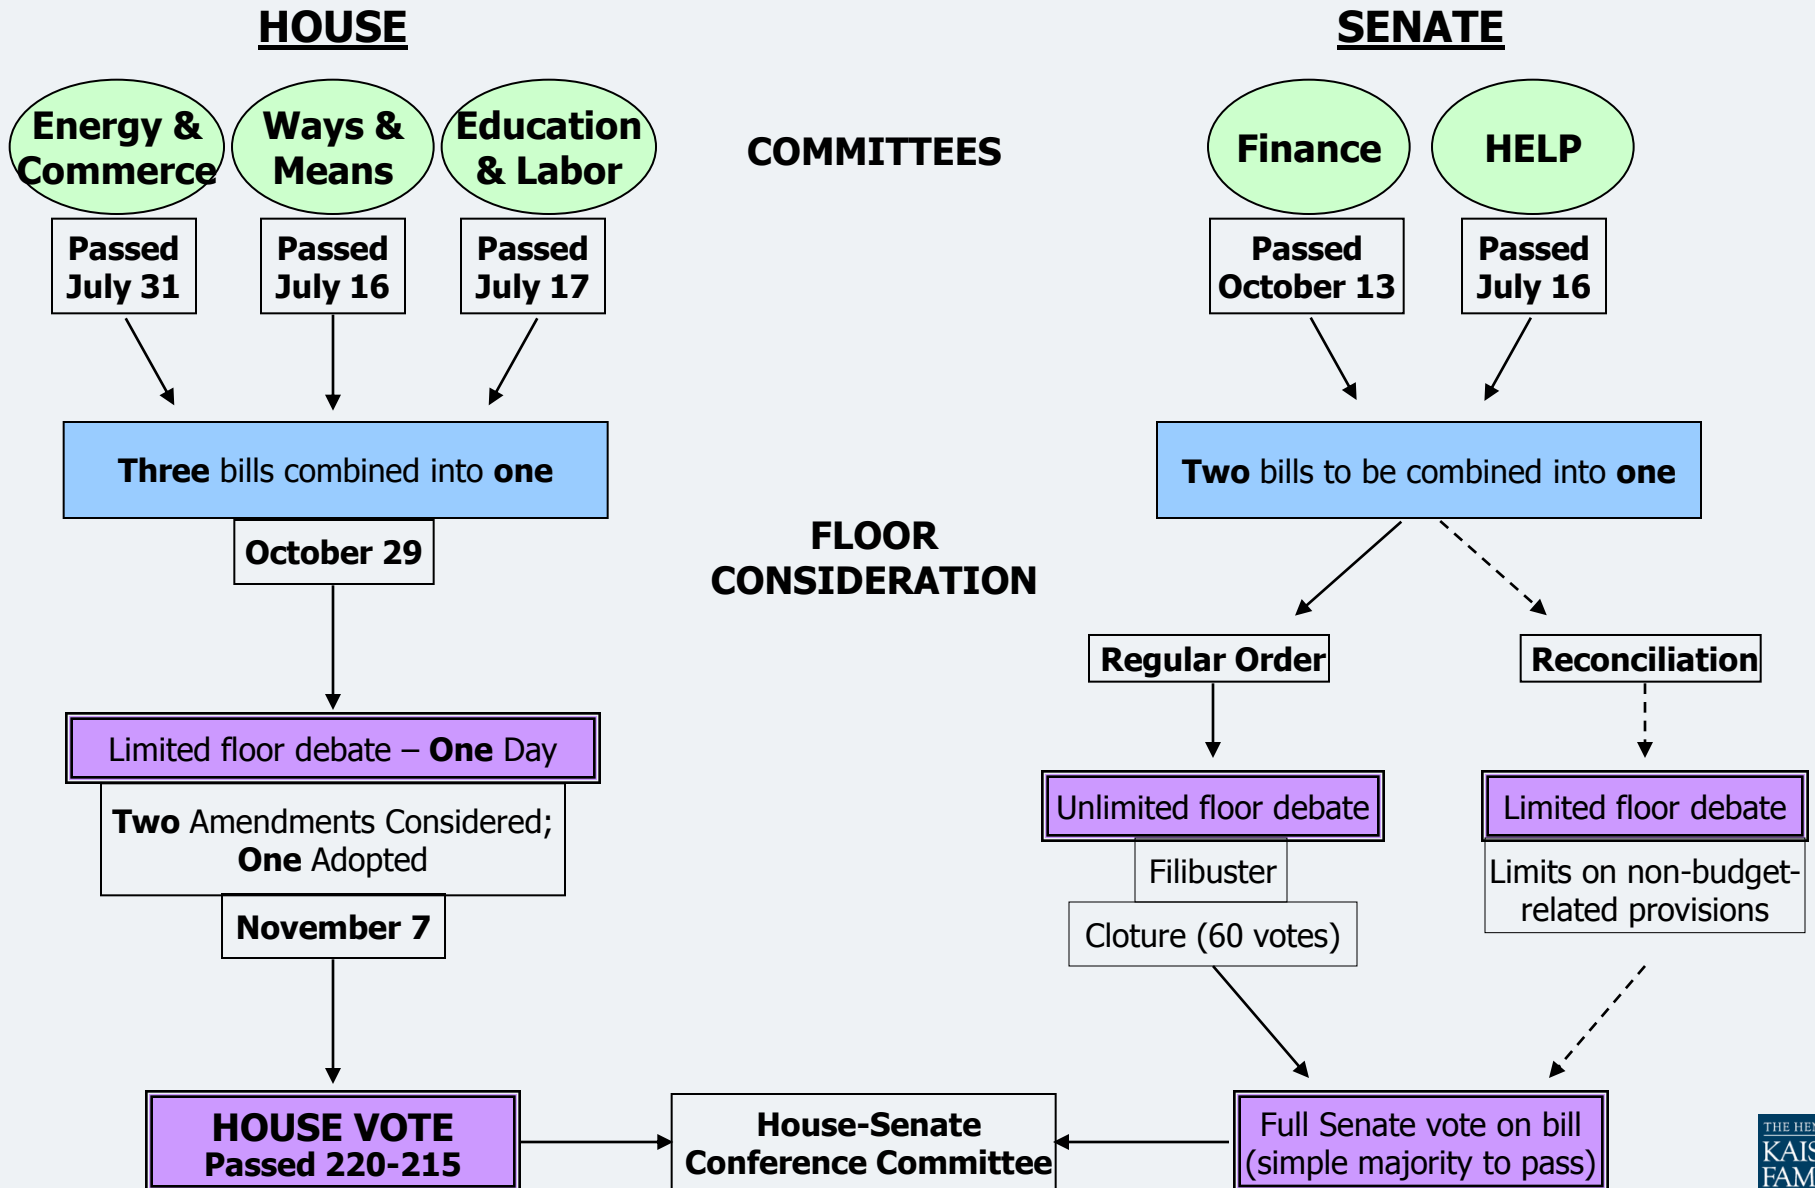 HOUSE
SENATE
Energy &
Commerce
Ways &
Means
Education
& Labor
COMMITTEES
Finance
HELP
Passed
July 31
Passed
July 16
Passed
July 17
Passed
October 13
Passed
July 16
Three bills combined into one
Two bills to be combined into one
October 29
FLOOR
CONSIDERATION
Regular Order
Reconciliation
Limited floor debate – One Day
Two Amendments Considered;
One Adopted
November 7
Unlimited floor debate
Filibuster
Cloture (60 votes)
Limited floor debate
Limits on non-budget-
related provisions
HOUSE VOTE
Passed 220-215
House-Senate
Conference Committee
Full Senate vote on bill
(simple majority to pass)
THE HEN
KAIS
FAM